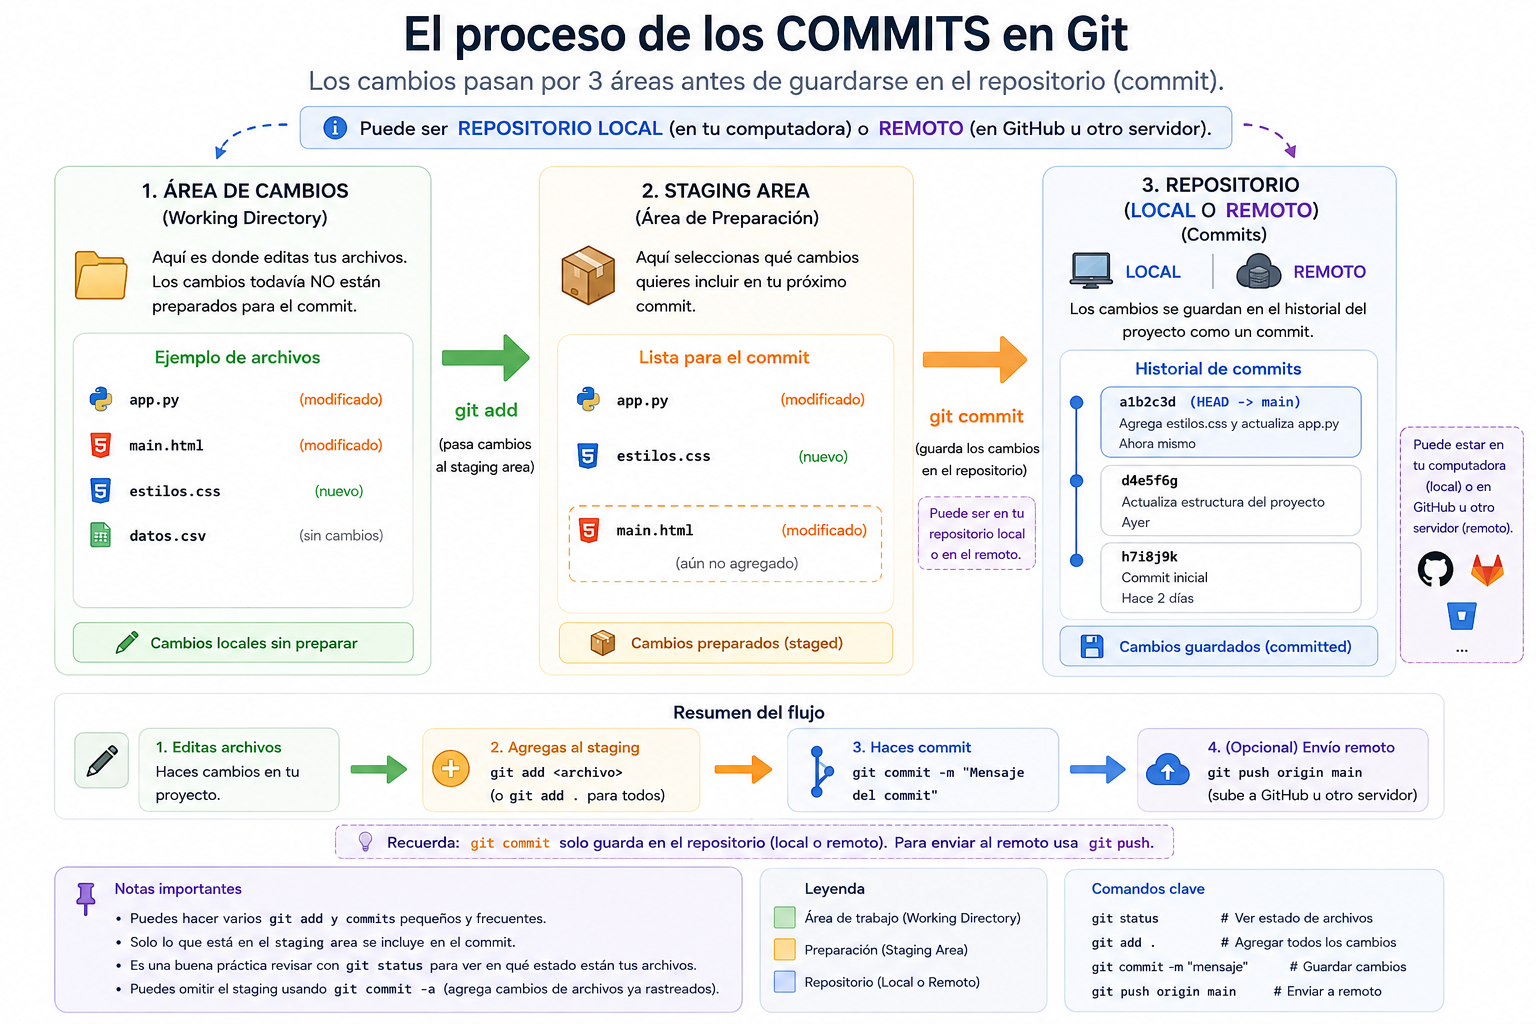 El proceso de los COMMITS en Git
Los cambios pasan por 3 áreas antes de guardarse en el repositorio (commit).
Puede ser REPOSITORIO LOCAL (en tu computadora) o REMOTO (en GitHub u otro servidor).
1. ÁREA DE CAMBIOS
(Working Directory)
Aquí es donde editas tus archivos.
Los cambios todavía NO están
preparados para el commit.
Ejemplo de archivos
app.py (modificado)
main.html (modificado)
estilos.css (nuevo)
datos.csv (sin cambios)
Cambios locales sin preparar
git add
(pasa cambios
al staging area)
2. STAGING AREA
(Área de Preparación)
Aquí seleccionas qué cambios
quieres incluir en tu próximo
commit.
Lista para el commit
app.py (modificado)
estilos.css (nuevo)
main.html (modificado)
(aún no agregado)
Cambios preparados (staged)
git commit
(guarda los cambios
en el repositorio)
Puede ser en tu
repositorio local
o en el remoto.
3. REPOSITORIO
(LOCAL O REMOTO)
(Commits)
LOCAL
REMOTO
Los cambios se guardan en el historial del
proyecto como un commit.
Historial de commits
a1b2c3d (HEAD -> main)
Agrega estilos.css y actualiza app.py
Ahora mismo
d4e5f6g
Actualiza estructura del proyecto
Ayer
h7i8j9k
Commit inicial
Hace 2 días
Cambios guardados (committed)
Puede estar en
tu computadora
(local) o en
GitHub u otro
servidor (remoto).
...
Resumen del flujo
1. Editas archivos
Haces cambios en tu
proyecto.
2. Agregas al staging
git add <archivo>
(o git add . para todos)
3. Haces commit
git commit -m "Mensaje
del commit"
4. (Opcional) Envío remoto
git push origin main
(sube a GitHub u otro servidor)
Recuerda: git commit solo guarda en el repositorio (local o remoto). Para enviar al remoto usa git push.
Notas importantes
• Puedes hacer varios git add y commits pequeños y frecuentes.
• Solo lo que está en el staging area se incluye en el commit.
• Es una buena práctica revisar con git status para ver en qué estado están tus archivos.
• Puedes omitir el staging usando git commit -a (agrega cambios de archivos ya rastreados).
Leyenda
Área de trabajo (Working Directory)
Preparación (Staging Area)
Repositorio (Local o Remoto)
Comandos clave
git status # Ver estado de archivos
git add . # Agregar todos los cambios
git commit -m "mensaje" # Guardar cambios
git push origin main # Enviar a remoto